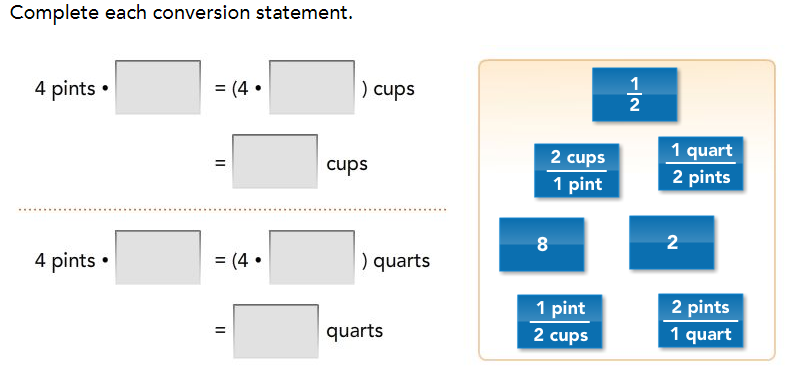 Complete each conversion statement.
4 pints • = (4 • ) cups
= cups
4 pints • = (4 • ) quarts
= quarts
1
2
2 cups
1 pint
1 quart
2 pints
8
2
1 pint
2 cups
2 pints
1 quart